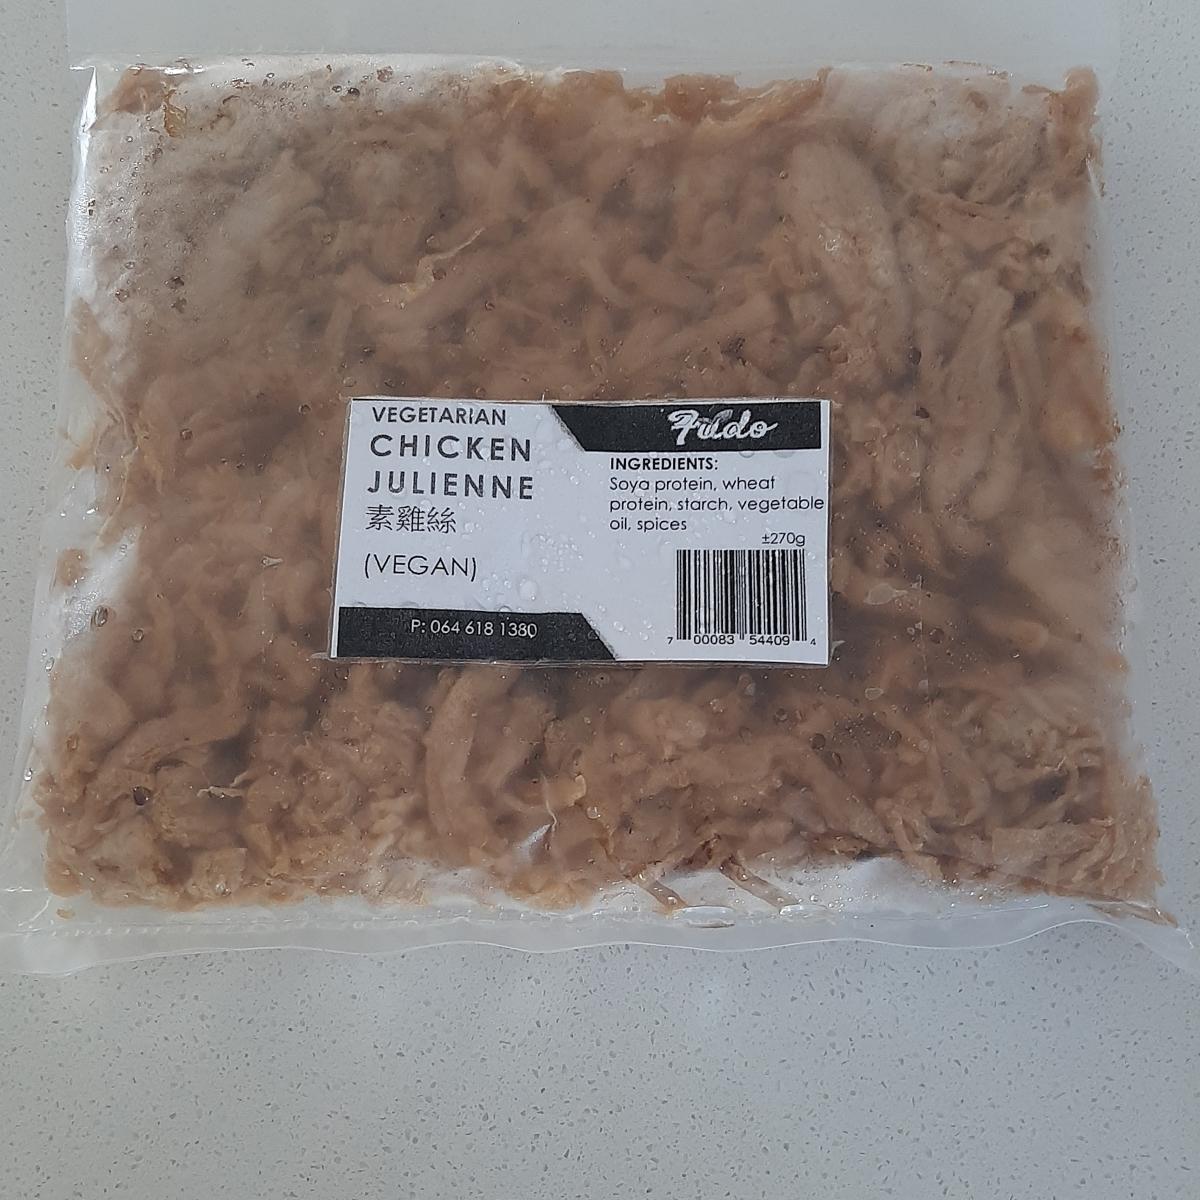 VEGETARIAN
CHICKEN
JULIENNE
素雞絲
(VEGAN)
P: 064 618 1380
Fudo
INGREDIENTS:
Soya protein, wheat
protein, starch, vegetable
oil, spices
±270g
7 00083 54409 4